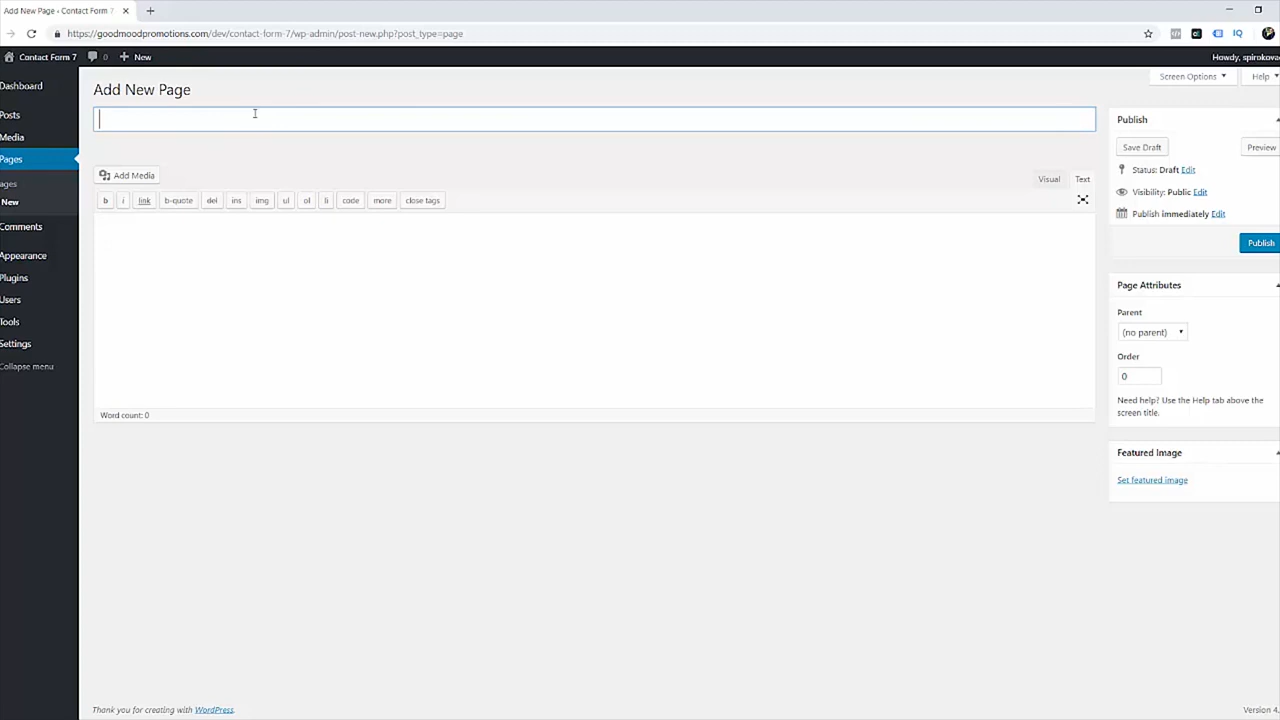 Add New Page ‹ Contact Form 7
https://goodmoodpromotions.com/dev/contact-form-7/wp-admin/post-new.php?post_type=page
Contact Form 7 0 New Howdy, spirokova
Screen Options Help
Dashboard
Posts
Media
Pages
ages
New
Comments
Appearance
Plugins
Users
Tools
Settings
Collapse menu
Add New Page
Add Media
Visual Text
b i link b-quote del ins img ul ol li code more close tags
Word count: 0
Publish
Save Draft Preview
Status: Draft Edit
Visibility: Public Edit
Publish immediately Edit
Publish
Page Attributes
Parent
(no parent)
Order
0
Need help? Use the Help tab above the
screen title.
Featured Image
Set featured image
Thank you for creating with WordPress.
Version 4.